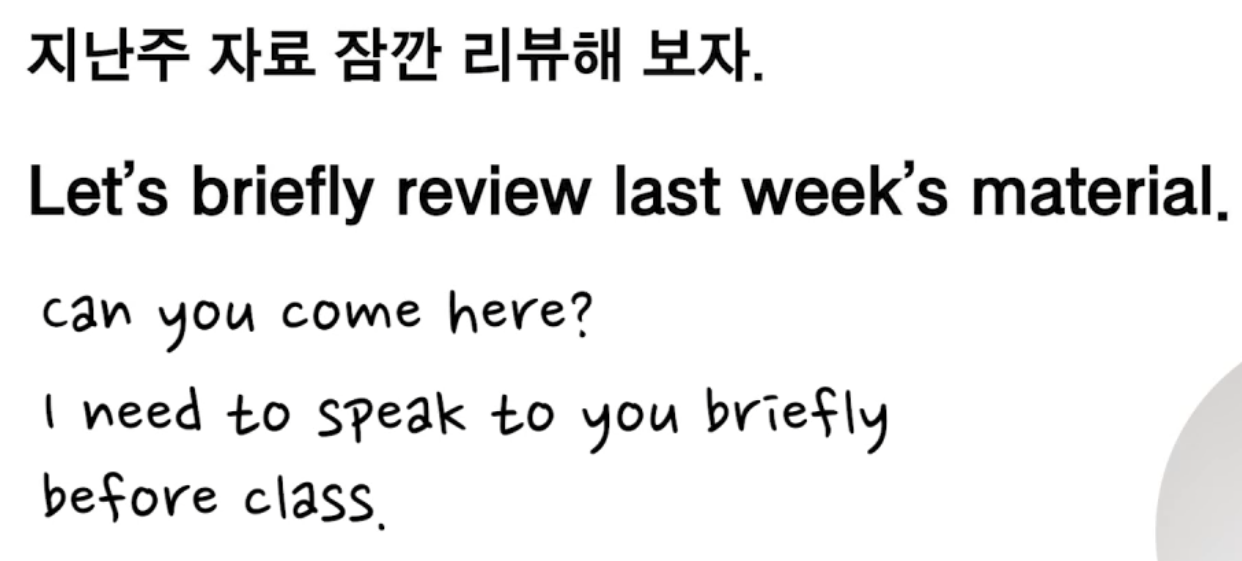 지난주 자료 잠깐 리뷰해 보자.
Let's briefly review last week's material.
can you come here?
I need to speak to you briefly
before class.